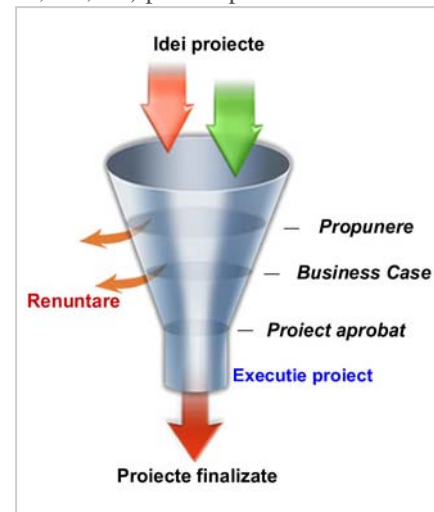 Idei proiecte
Propunere
Business Case
Renuntare
Proiect aprobat
Executie proiect
Proiecte finalizate